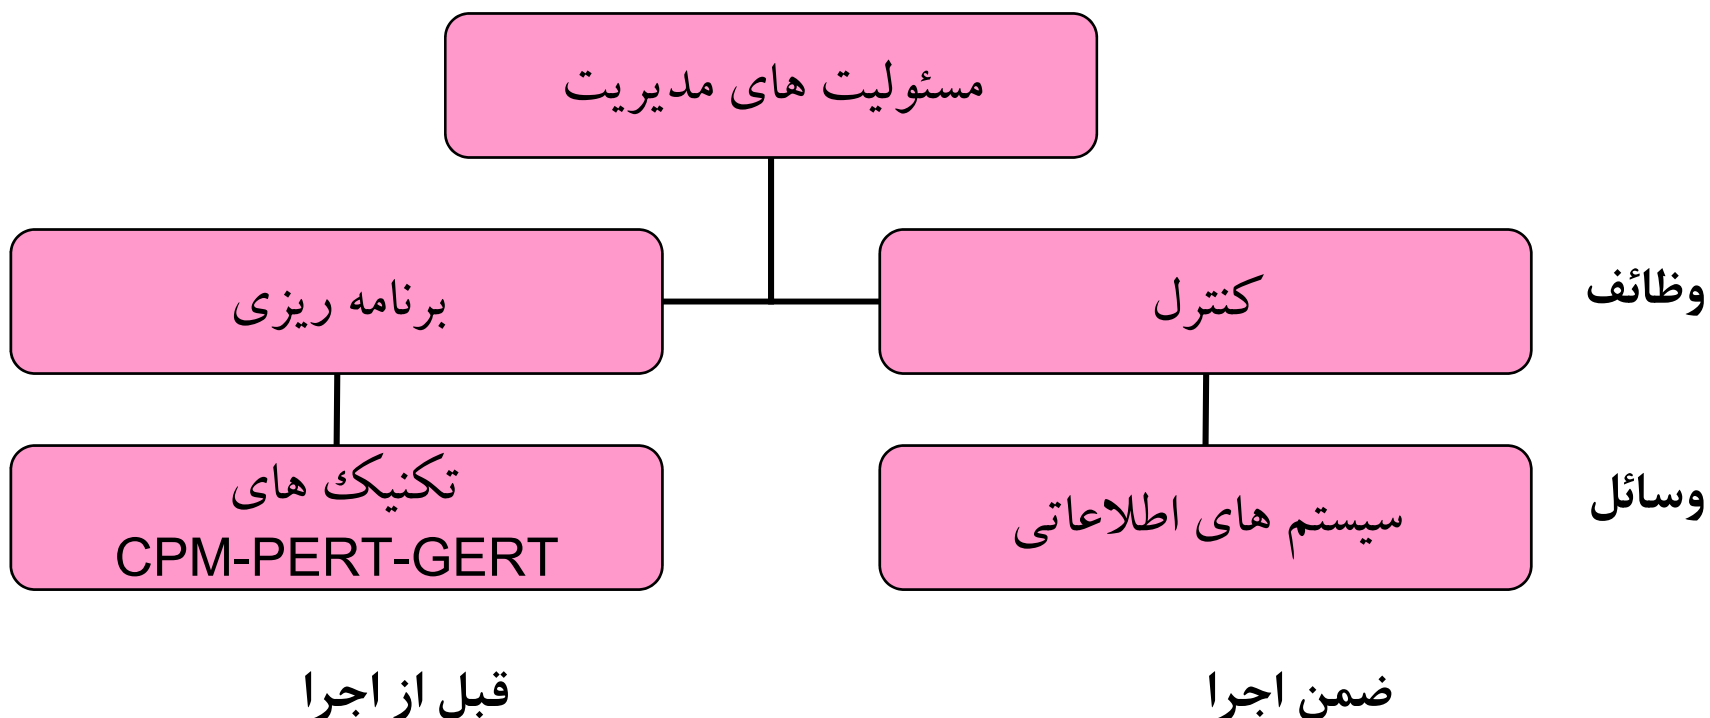 مسئولیت های مدیریت
وظائف
کنترل
برنامه ریزی
وسائل
سیستم های اطلاعاتی
تکنیک های
CPM-PERT-GERT
ضمن اجرا
قبل از اجرا